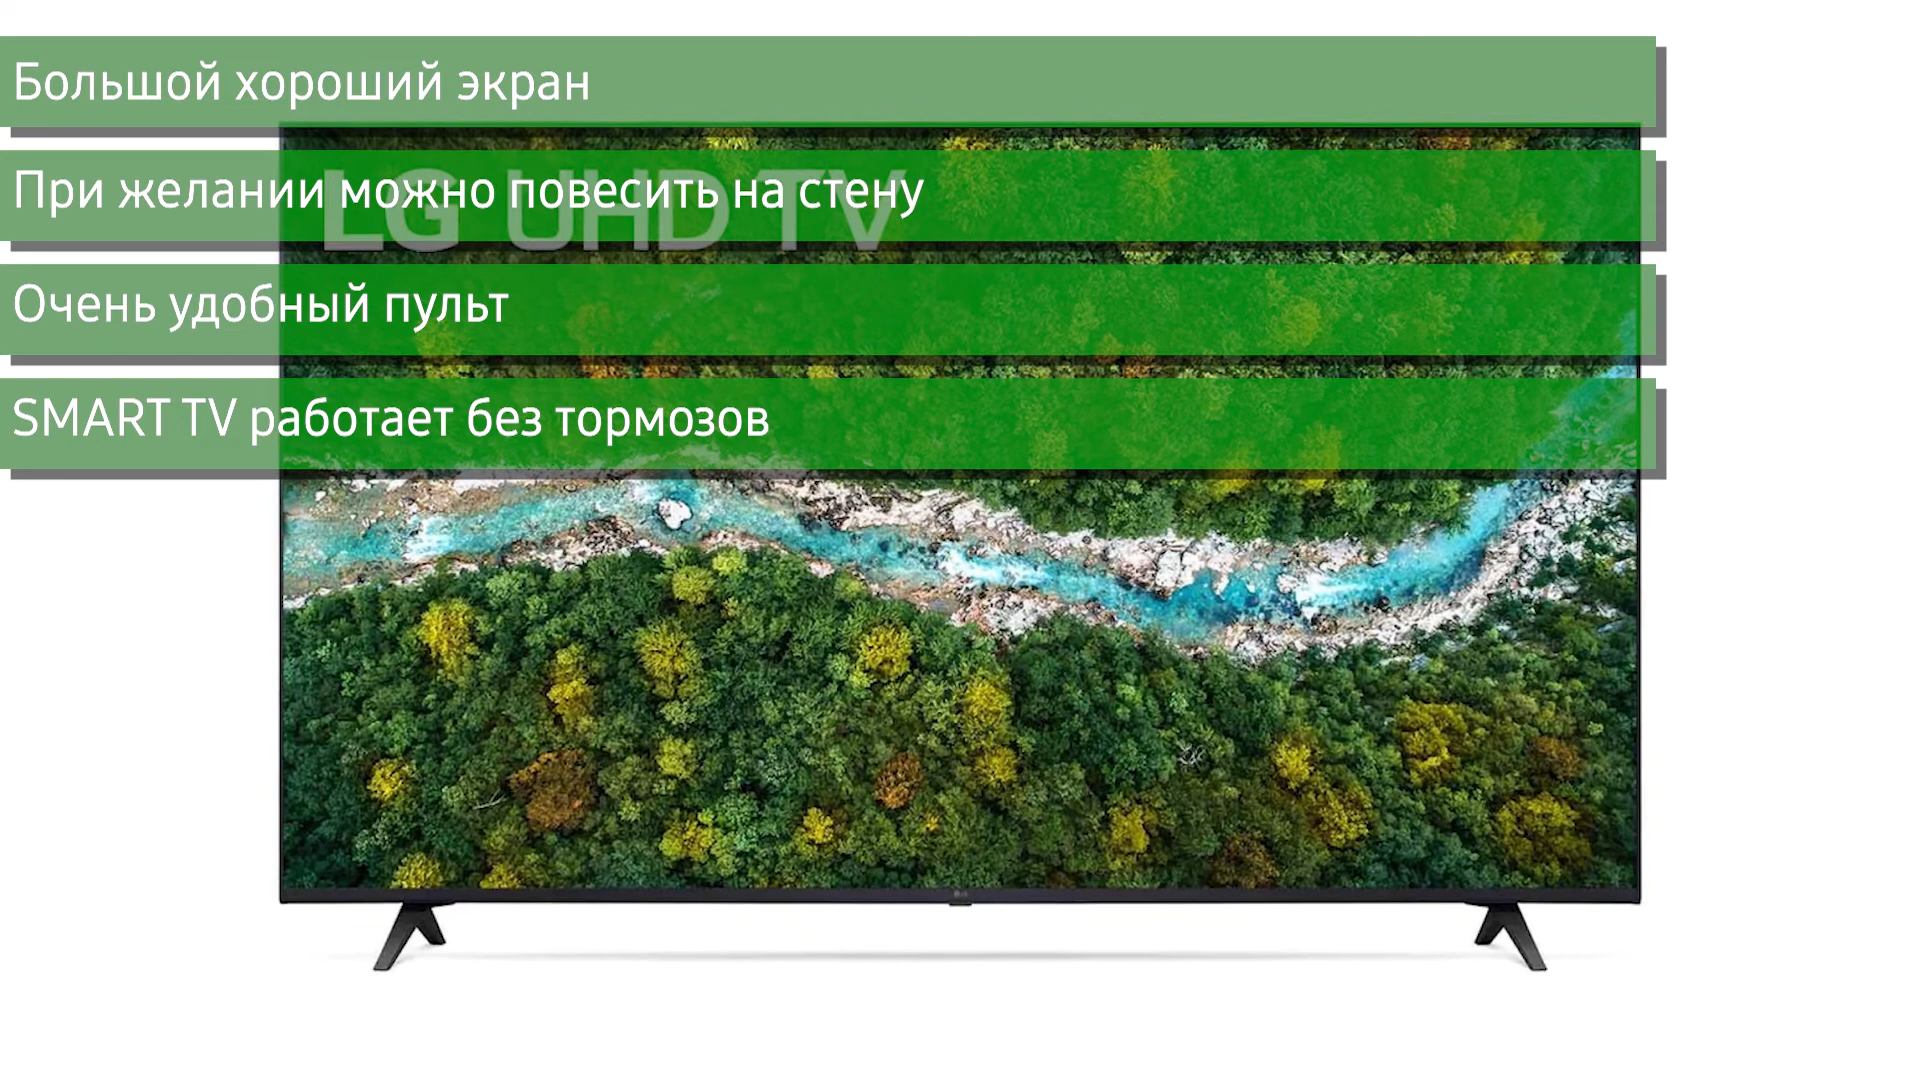 Большой хороший экран
При желании можно повесить на стену
LG UHD TV
Очень удобный пульт
SMART TV работает без тормозов